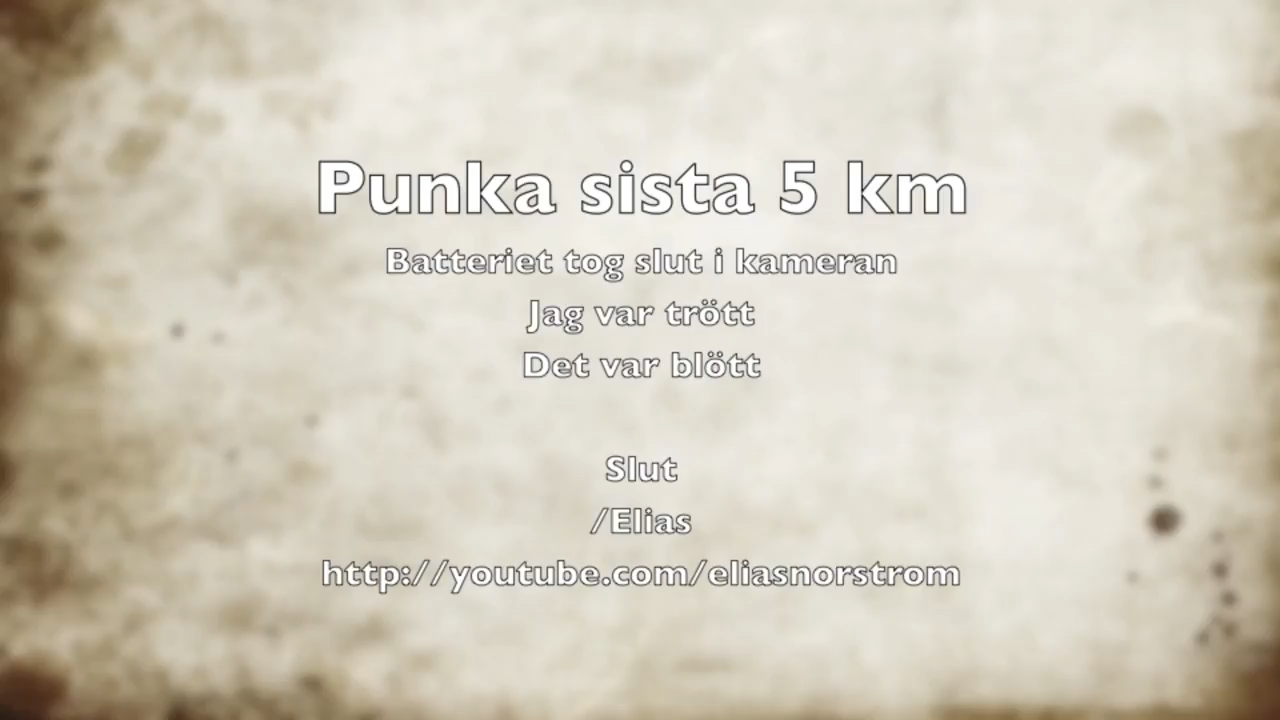 Punka sista 5 km
Batteriet tog slut i kameran
Jag var trött
Det var blött
Slut
/Elias
http://youtube.com/eliasnorstrom